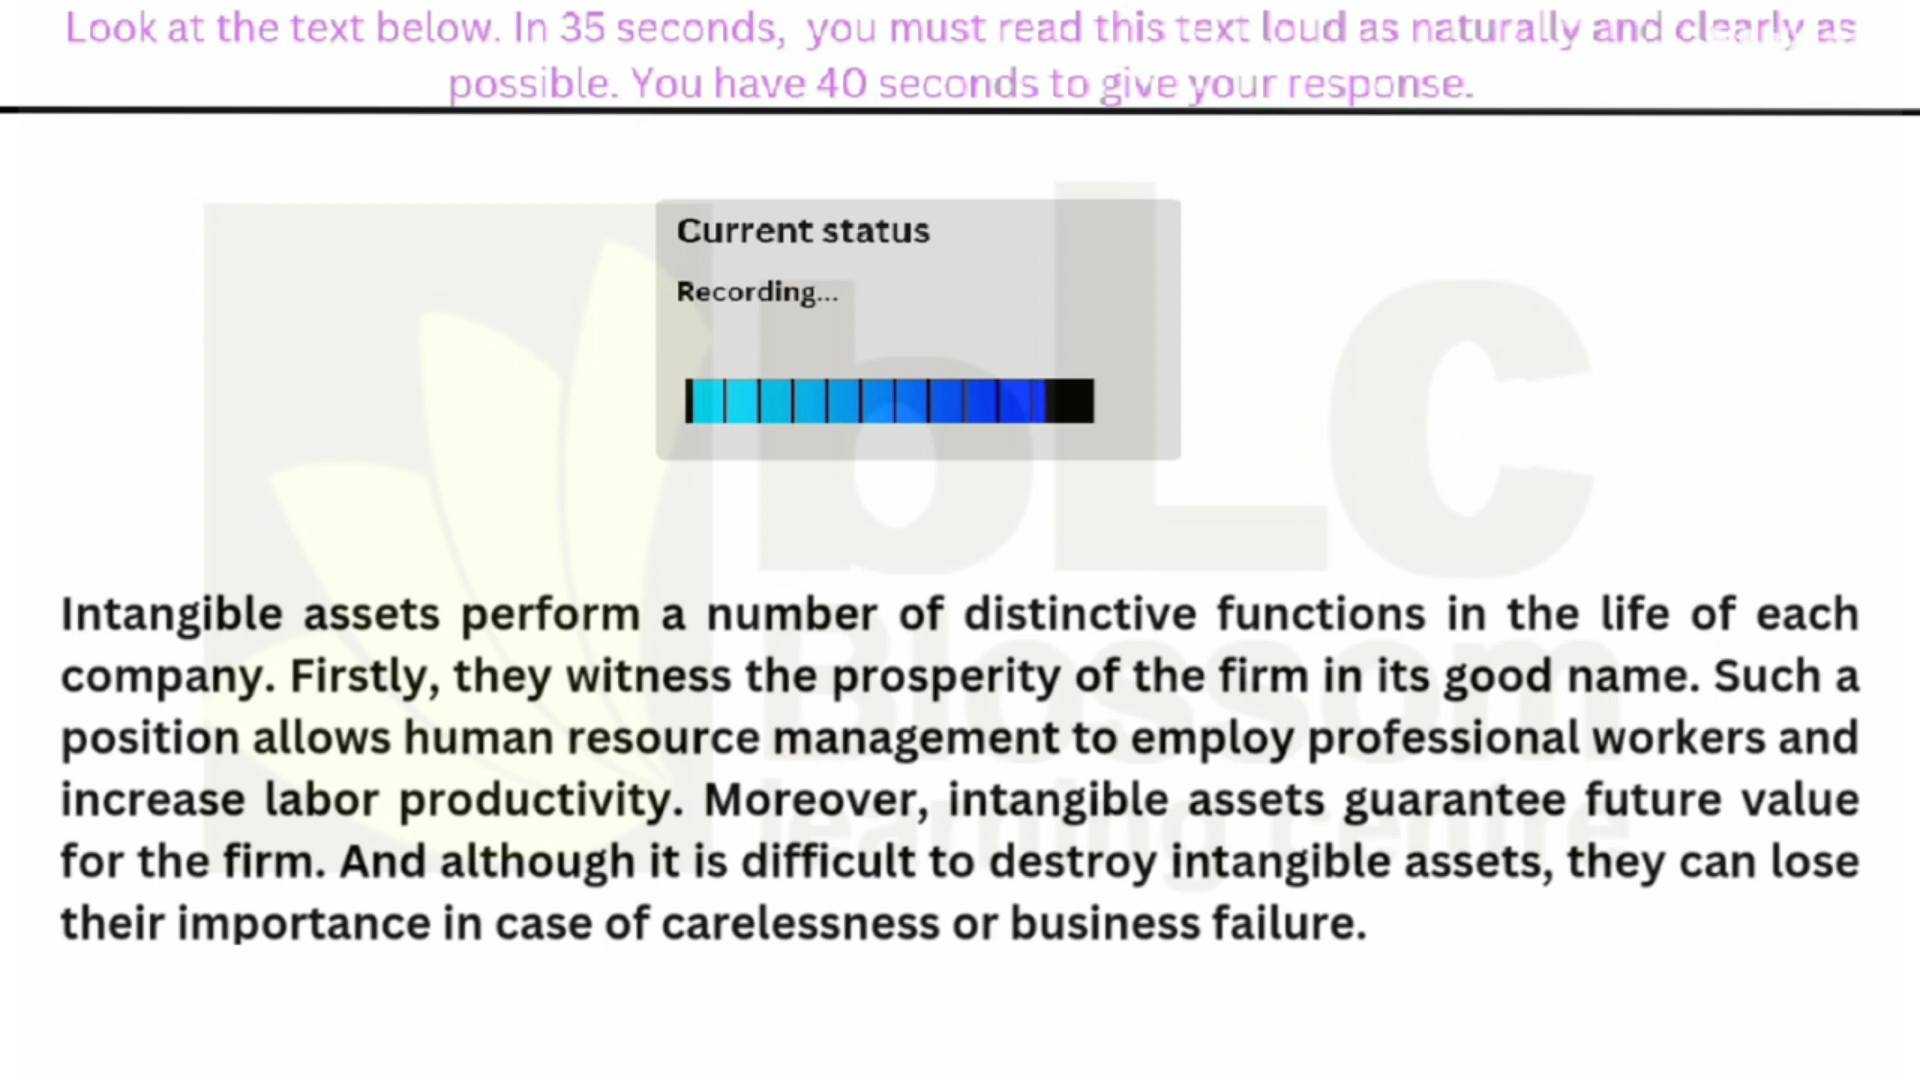 Look at the text below. In 35 seconds, you must read this text loud as naturally and clearly as
possible. You have 40 seconds to give your response.
bLc
Current status
Recording...
Blossom
learning centre
Intangible assets perform a number of distinctive functions in the life of each
company. Firstly, they witness the prosperity of the firm in its good name. Such a
position allows human resource management to employ professional workers and
increase labor productivity. Moreover, intangible assets guarantee future value
for the firm. And although it is difficult to destroy intangible assets, they can lose
their importance in case of carelessness or business failure.